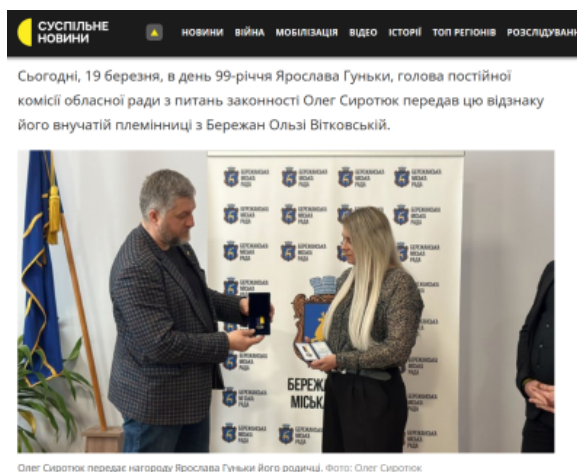 СУСПІЛЬНЕ
НОВИНИ
НОВИНИ ВІЙНА МОБІЛІЗАЦІЯ ВІДЕО ІСТОРІЇ ТОП РЕГІОНІВ РОЗСЛІДУВАНН
Сьогодні, 19 березня, в день 99-річчя Ярослава Гуньки, голова постійної
комісії обласної ради з питань законності Олег Сиротюк передав цю відзнаку
його внучатій племінниці з Бережан Ользі Вітковській.
БЕРЕЖАНСЬКА МІСЬКА РАДА
БЕРЕЖ
МІСЬК
Олег Сиротюк передає нагороду Ярослава Гуньки його родичці. Фото: Олег Сиротюк